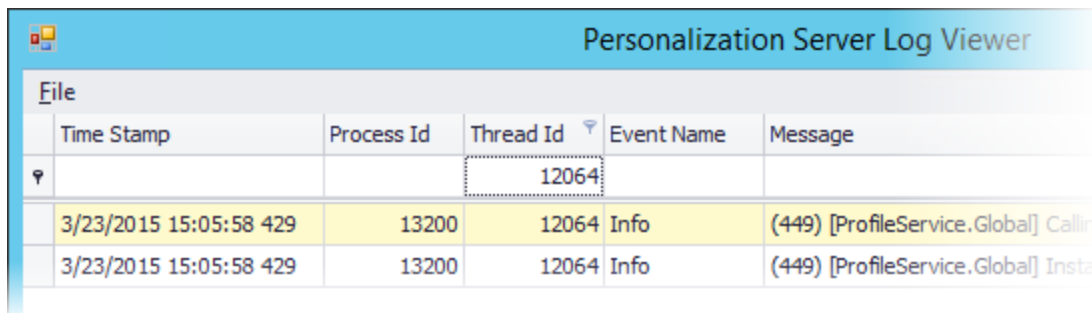 Personalization Server Log Viewer
File
Time Stamp Process Id Thread Id Event Name Message
12064
3/23/2015 15:05:58 429 13200 12064 Info (449) [ProfileService.Global]
3/23/2015 15:05:58 429 13200 12064 Info (449) [ProfileService.Global]